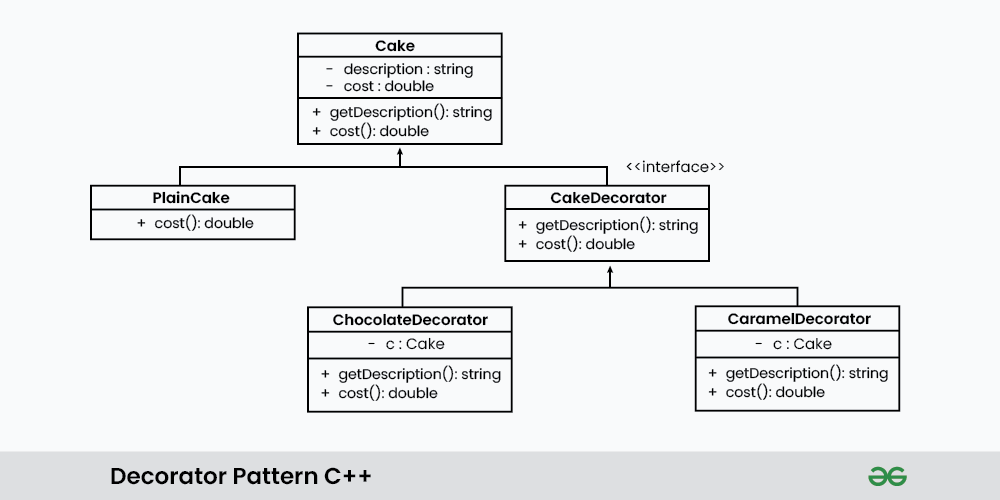 Cake
- description : string
- cost : double
+ getDescription(): string
+ cost(): double
<<interface>>
PlainCake
+ cost(): double
CakeDecorator
+ getDescription(): string
+ cost(): double
ChocolateDecorator
- c : Cake
+ getDescription(): string
+ cost(): double
CaramelDecorator
- c : Cake
+ getDescription(): string
+ cost(): double
Decorator Pattern C++